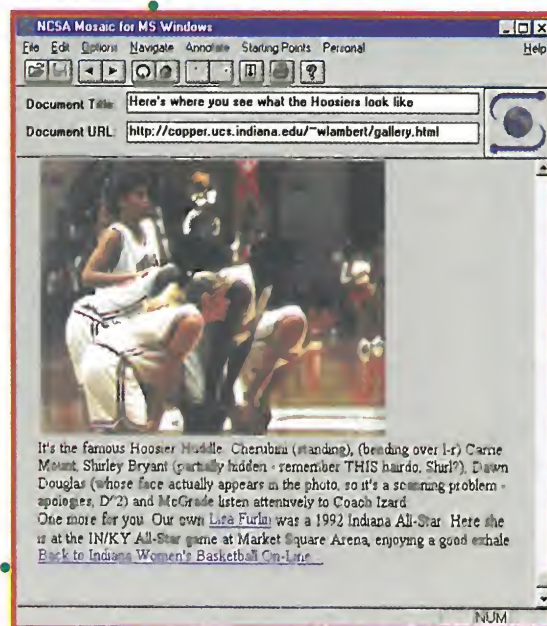 NCSA Mosaic for MS Windows
File Edit Options Navigate Annotate Starting Points Personal Help
Document Title: Here's where you see what the Hoosiers look like
Document URL: http://copper.ucs.indiana.edu/~wlambert/gallery.html
It's the famous Hoosier Huddle. Cherubini (standing), (bending over l-r) Carrie
Mount, Shirley Bryant (partially hidden - remember THIS hairdo, Shirl?), Dawn
Douglas (whose face actually appears in the photo, so it's a scanning problem -
apologies, D^2) and McGrade listen attentively to Coach Izard.
One more for you. Our own Lisa Furlin was a 1992 Indiana All-Star. Here she
is at the IN/KY All-Star game at Market Square Arena, enjoying a good exhale
Back to Indiana Women's Basketball On-Line...
NUM